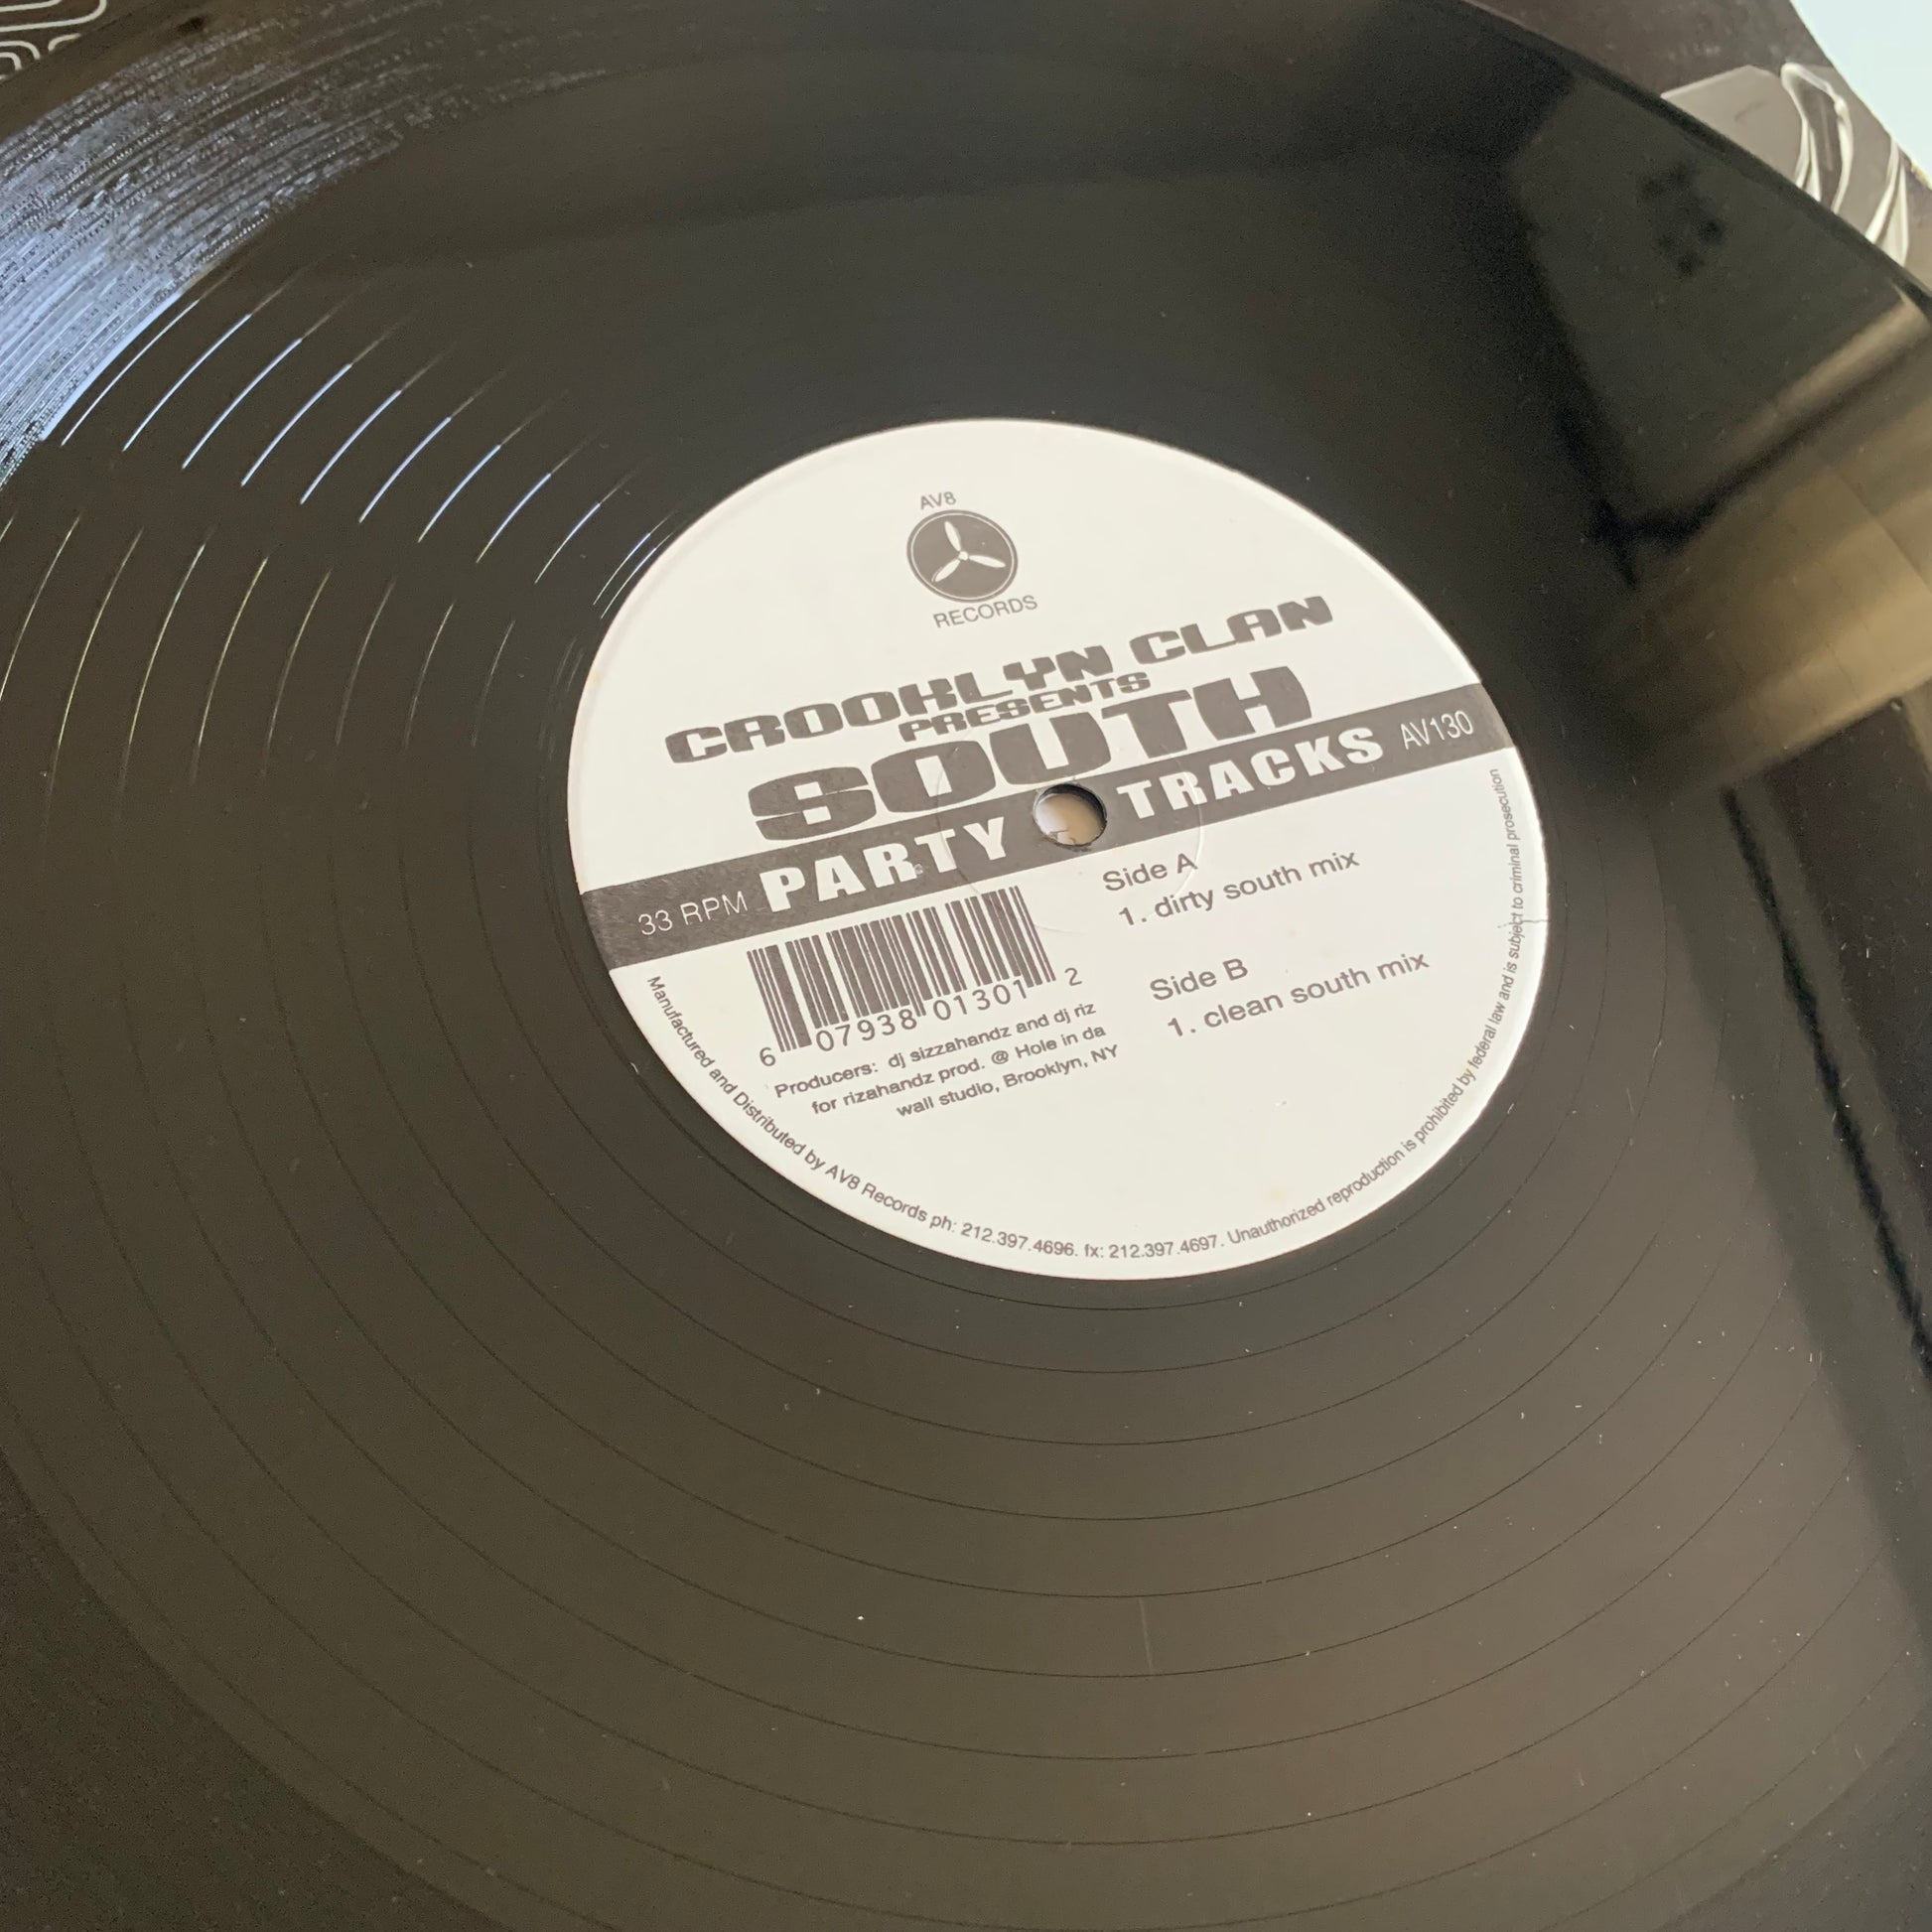 AV8
RECORDS
CROOKLYN CLAN
PRESENTS
SOUTH
33 RPM PARTY TRACKS AV130
Side A
1. dirty south mix
Side B
1. clean south mix
6 07938 01301 2
Producers: dj sizzahandz and dj riz
for rizahandz prod. @ Hole in da
wall studio, Brooklyn, NY
Manufactured and Distributed by AV8 Records ph: 212.397.4696. fx: 212.397.4697. Unauthorized reproduction is prohibited by federal law and is subject to criminal prosecution